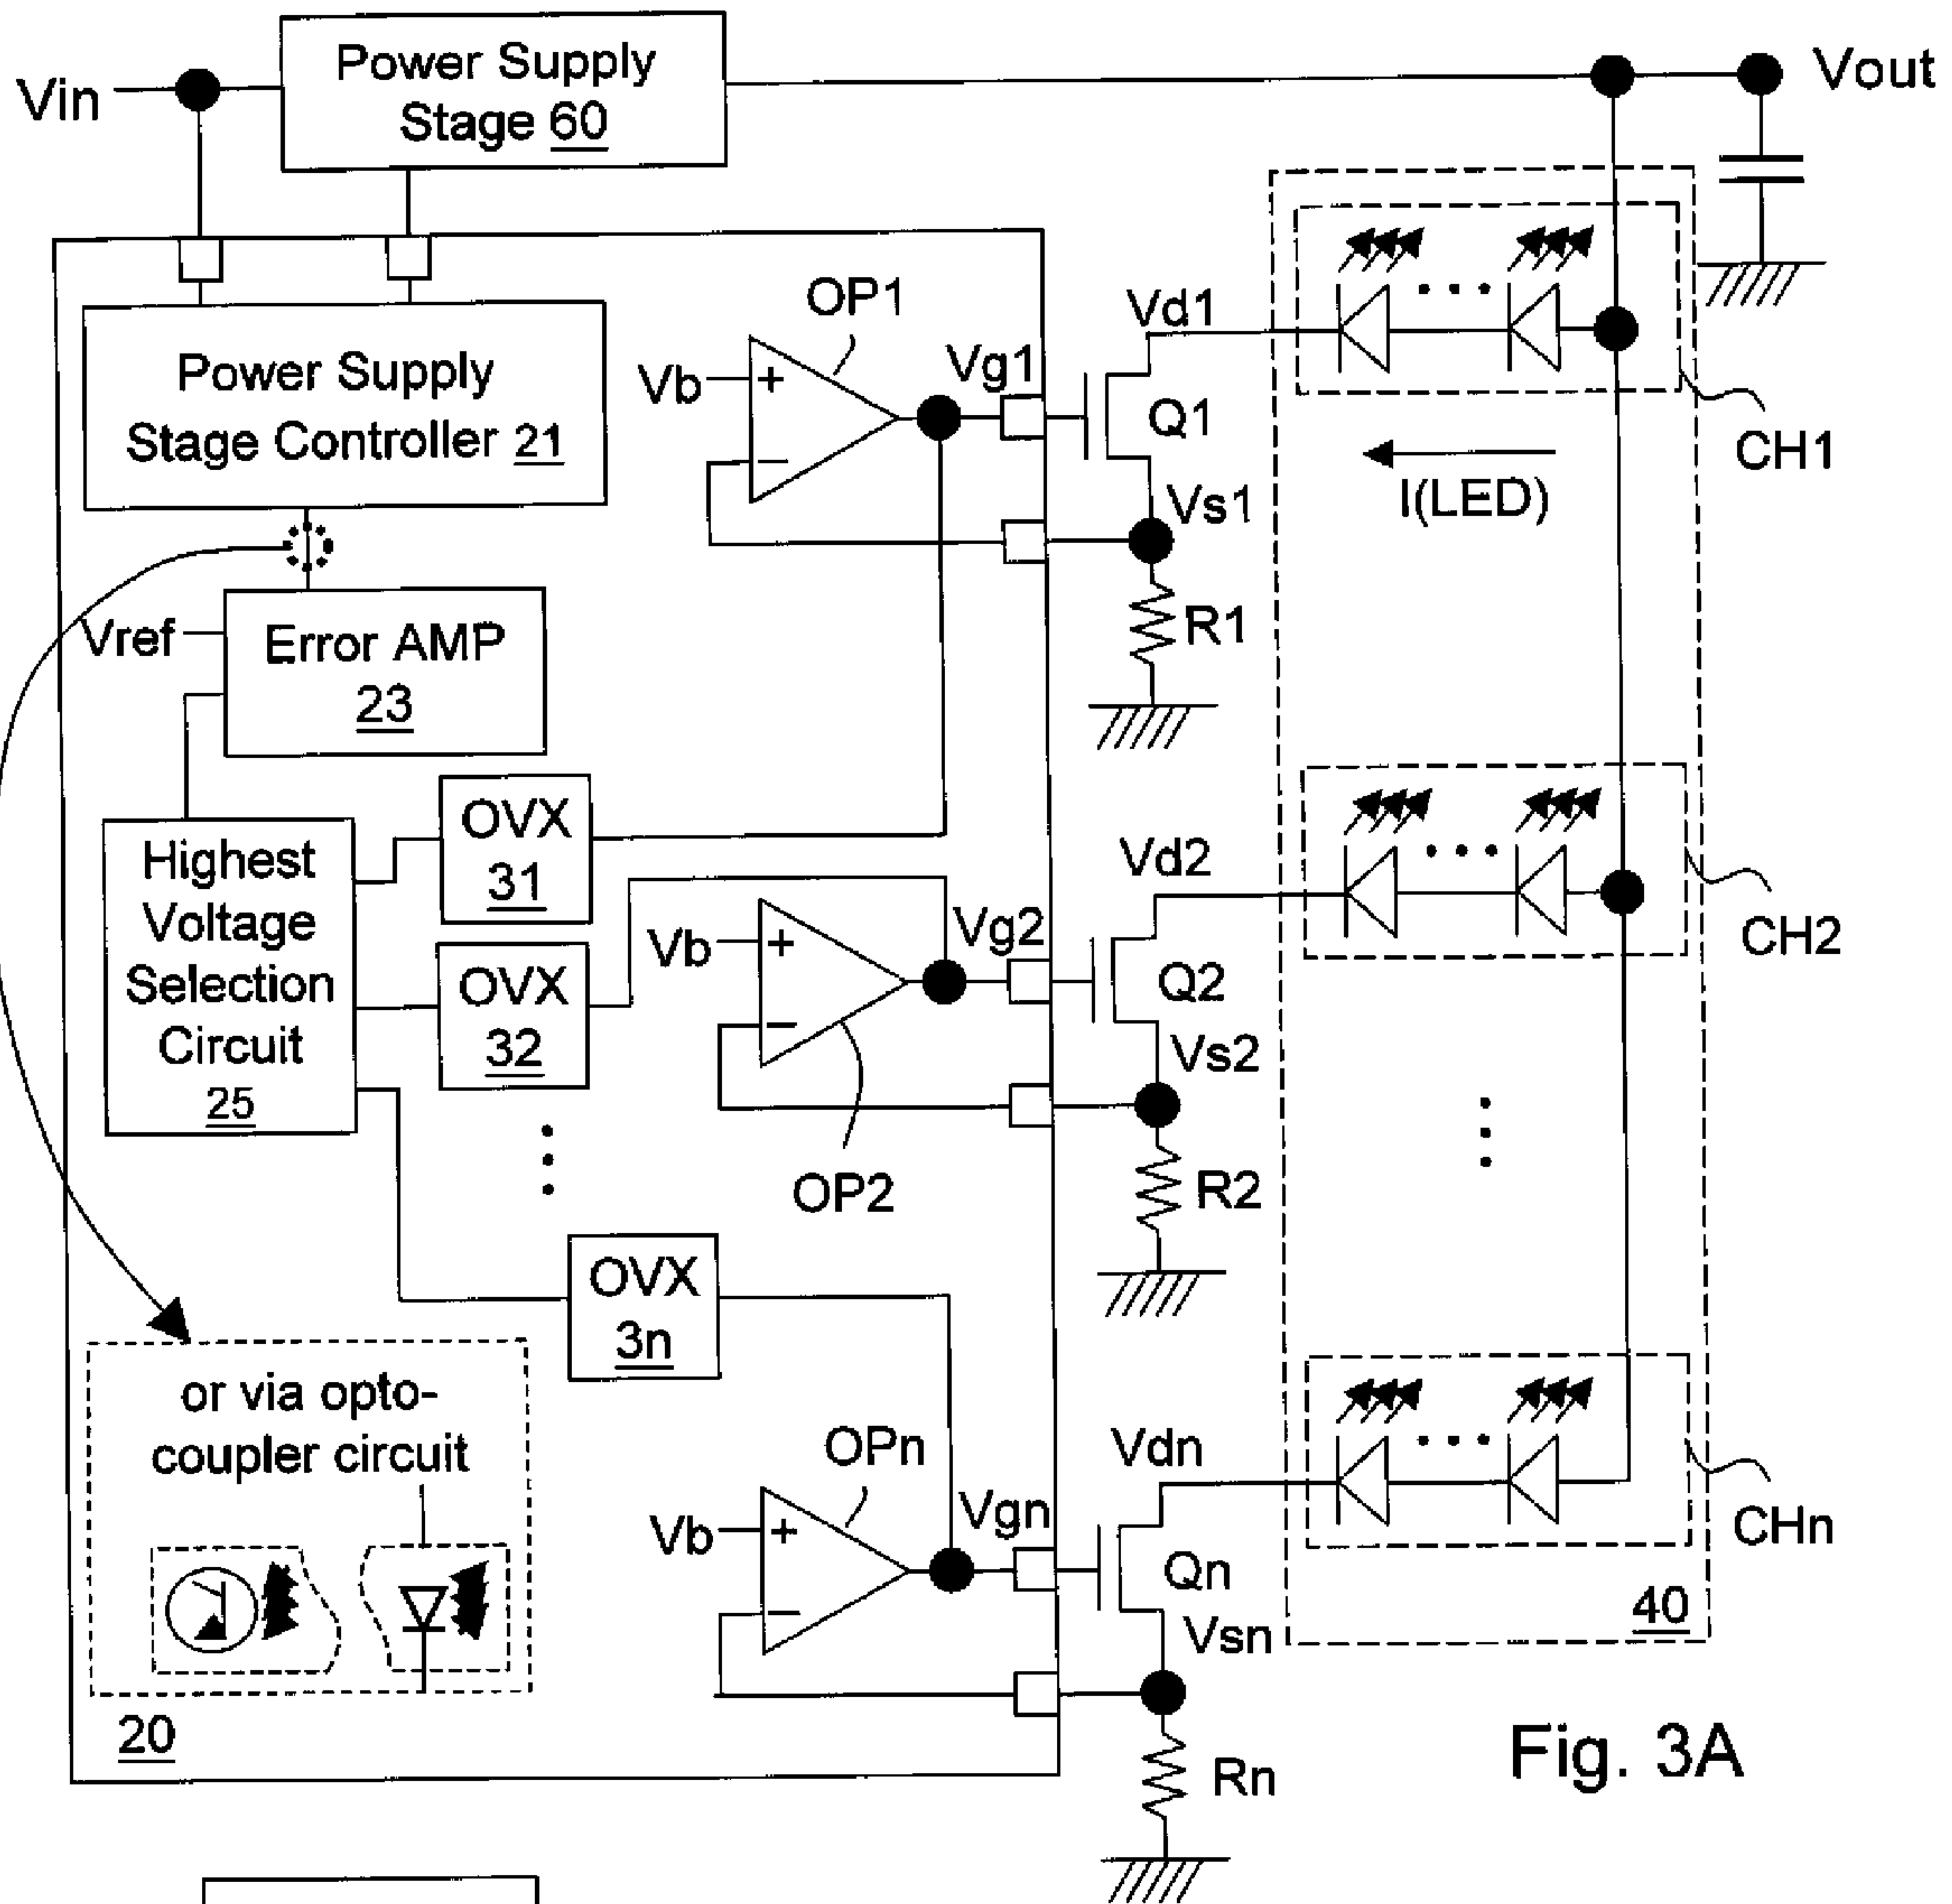 Vin
Power Supply
Stage 60
Vout
Power Supply
Stage Controller 21
OP1
Vb
+
−
Vg1
Vd1
Q1
Vs1
R1
I(LED)
CH1
Vref
Error AMP
23
Highest
Voltage
Selection
Circuit
25
OVX
31
OVX
32
Vb
+
−
Vg2
OP2
Vd2
Q2
Vs2
R2
CH2
OVX
3n
or via opto-
coupler circuit
OPn
Vb
+
−
Vgn
Vdn
Qn
Vsn
Rn
CHn
40
20
Fig. 3A